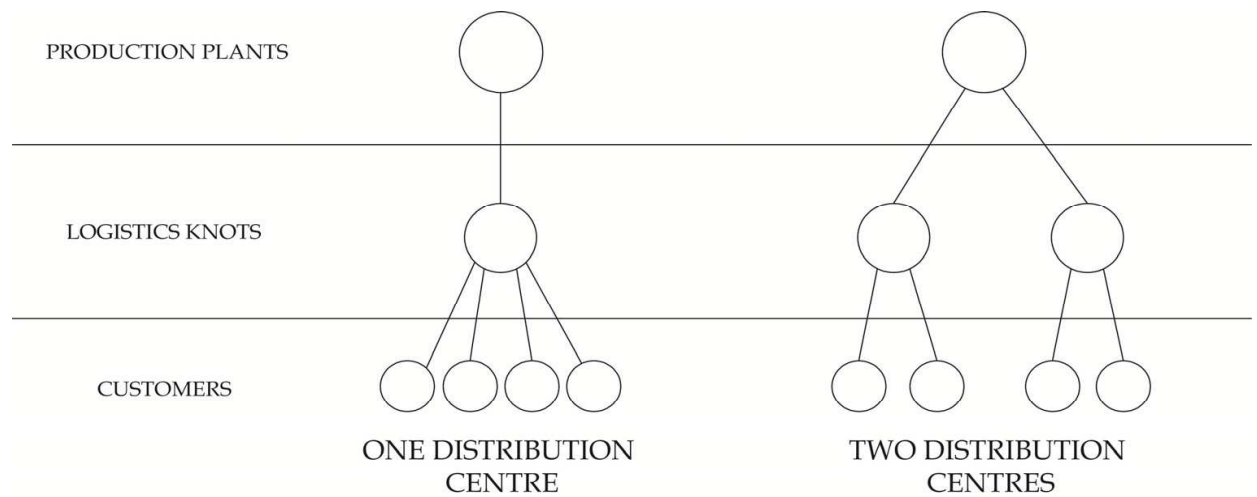 PRODUCTION PLANTS
LOGISTICS KNOTS
CUSTOMERS
ONE DISTRIBUTION
CENTRE
TWO DISTRIBUTION
CENTRES